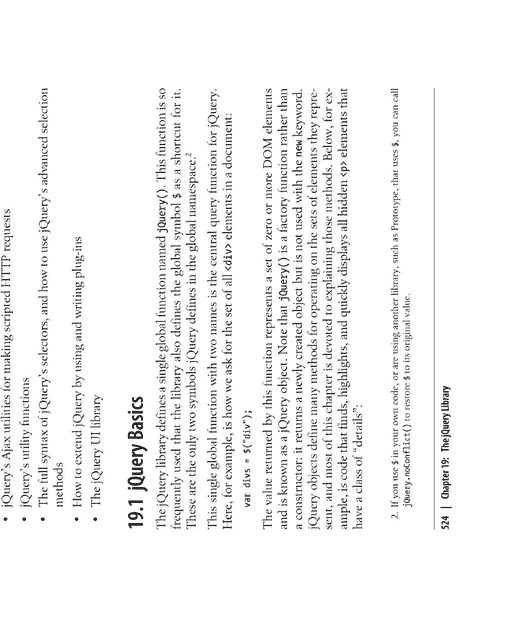 • jQuery's Ajax utilities for making scripted HTTP requests
• jQuery's utility functions
• The full syntax of jQuery's selectors, and how to use jQuery's advanced selection
methods
• How to extend jQuery by using and writing plug-ins
• The jQuery UI library
19.1 jQuery Basics
The jQuery library defines a single global function named jQuery(). This function is so
frequently used that the library also defines the global symbol $ as a shortcut for it.
These are the only two symbols jQuery defines in the global namespace.2
This single global function with two names is the central query function for jQuery.
Here, for example, is how we ask for the set of all <div> elements in a document:
var divs = $("div");
The value returned by this function represents a set of zero or more DOM elements
and is known as a jQuery object. Note that jQuery() is a factory function rather than
a constructor: it returns a newly created object but is not used with the new keyword.
jQuery objects define many methods for operating on the sets of elements they repre-
sent, and most of this chapter is devoted to explaining those methods. Below, for ex-
ample, is code that finds, highlights, and quickly displays all hidden <p> elements that
have a class of "details":
2. If you use $ in your own code, or are using another library, such as Prototype, that uses $, you can call
jQuery.noConflict() to restore $ to its original value.
524 | Chapter 19: The jQuery Library